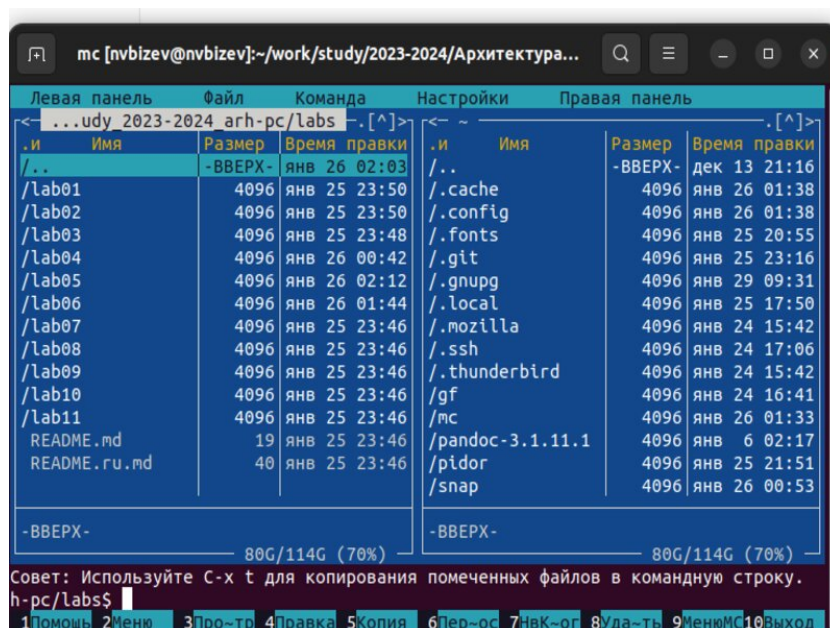 mc [nvbizev@nvbizev]:~/work/study/2023-2024/Архитектура...
Левая панель Файл Команда Настройки Правая панель
<─ ...udy_2023-2024_arh-pc/labs ─.[^]> <─ ~ ─.[^]>
.и Имя Размер Время правки .и Имя Размер Время правки
/.. -ВВЕРХ- янв 26 02:03 /.. -ВВЕРХ- дек 13 21:16
/lab01 4096 янв 25 23:50 /.cache 4096 янв 26 01:38
/lab02 4096 янв 25 23:50 /.config 4096 янв 26 01:38
/lab03 4096 янв 25 23:48 /.fonts 4096 янв 25 20:55
/lab04 4096 янв 26 00:42 /.git 4096 янв 25 23:16
/lab05 4096 янв 26 02:12 /.gnupg 4096 янв 29 09:31
/lab06 4096 янв 26 01:44 /.local 4096 янв 25 17:50
/lab07 4096 янв 25 23:46 /.mozilla 4096 янв 24 15:42
/lab08 4096 янв 25 23:46 /.ssh 4096 янв 24 17:06
/lab09 4096 янв 25 23:46 /.thunderbird 4096 янв 24 15:42
/lab10 4096 янв 25 23:46 /gf 4096 янв 24 16:41
/lab11 4096 янв 25 23:46 /mc 4096 янв 26 01:33
README.md 19 янв 25 23:46 /pandoc-3.1.11.1 4096 янв 6 02:17
README.ru.md 40 янв 25 23:46 /pidor 4096 янв 25 21:51
/snap 4096 янв 26 00:53
-ВВЕРХ- -ВВЕРХ-
80G/114G (70%) 80G/114G (70%)
Совет: Используйте C-x t для копирования помеченных файлов в командную строку.
h-pc/labs$
1Помощь 2Меню 3Про~тр 4Правка 5Копия 6Пер~ос 7НвК~ог 8Уда~ть 9МенюMC 10Выход